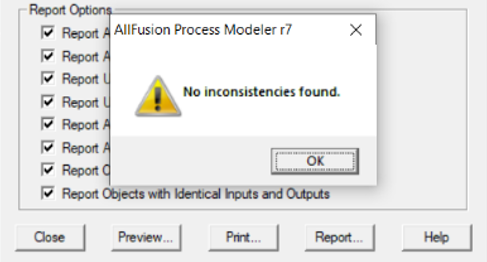 Report Options
AllFusion Process Modeler r7
Report A
Report A
Report U
No inconsistencies found.
Report U
Report A
Report A
OK
Report O
Report Objects with Identical Inputs and Outputs
Close
Preview...
Print...
Report...
Help